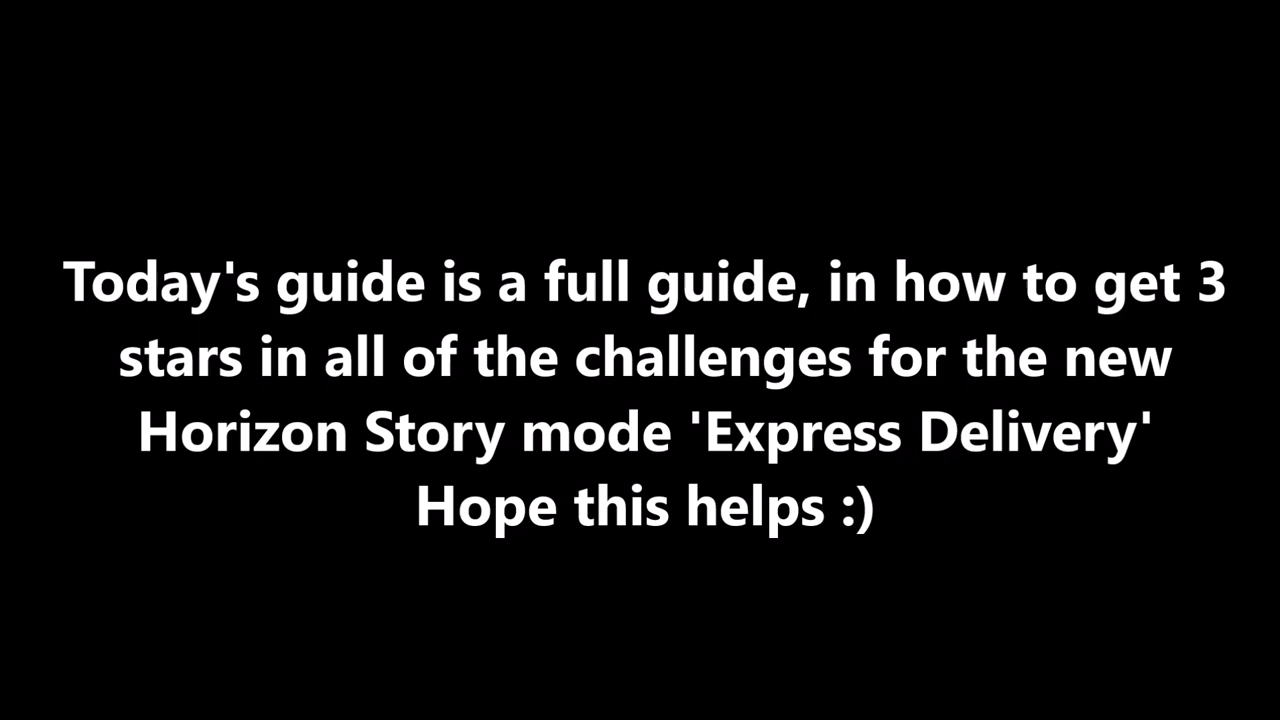 Today's guide is a full guide, in how to get 3
stars in all of the challenges for the new
Horizon Story mode 'Express Delivery'
Hope this helps :)